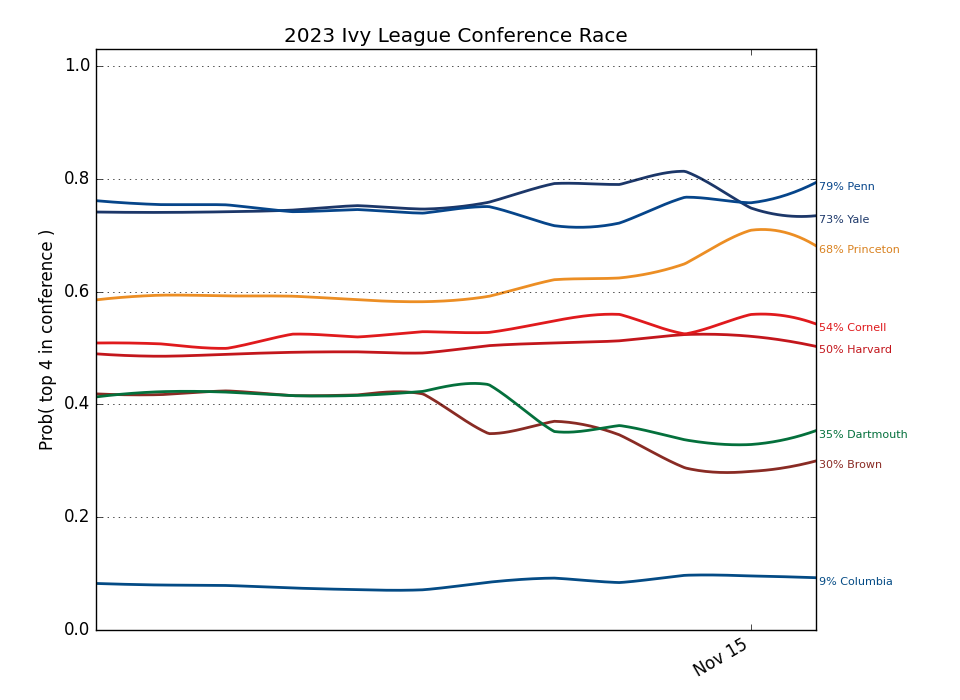 2023 Ivy League Conference Race
Prob( top 4 in conference )
1.0
0.8
0.6
0.4
0.2
0.0
79% Penn
73% Yale
68% Princeton
54% Cornell
50% Harvard
35% Dartmouth
30% Brown
9% Columbia
Nov 15